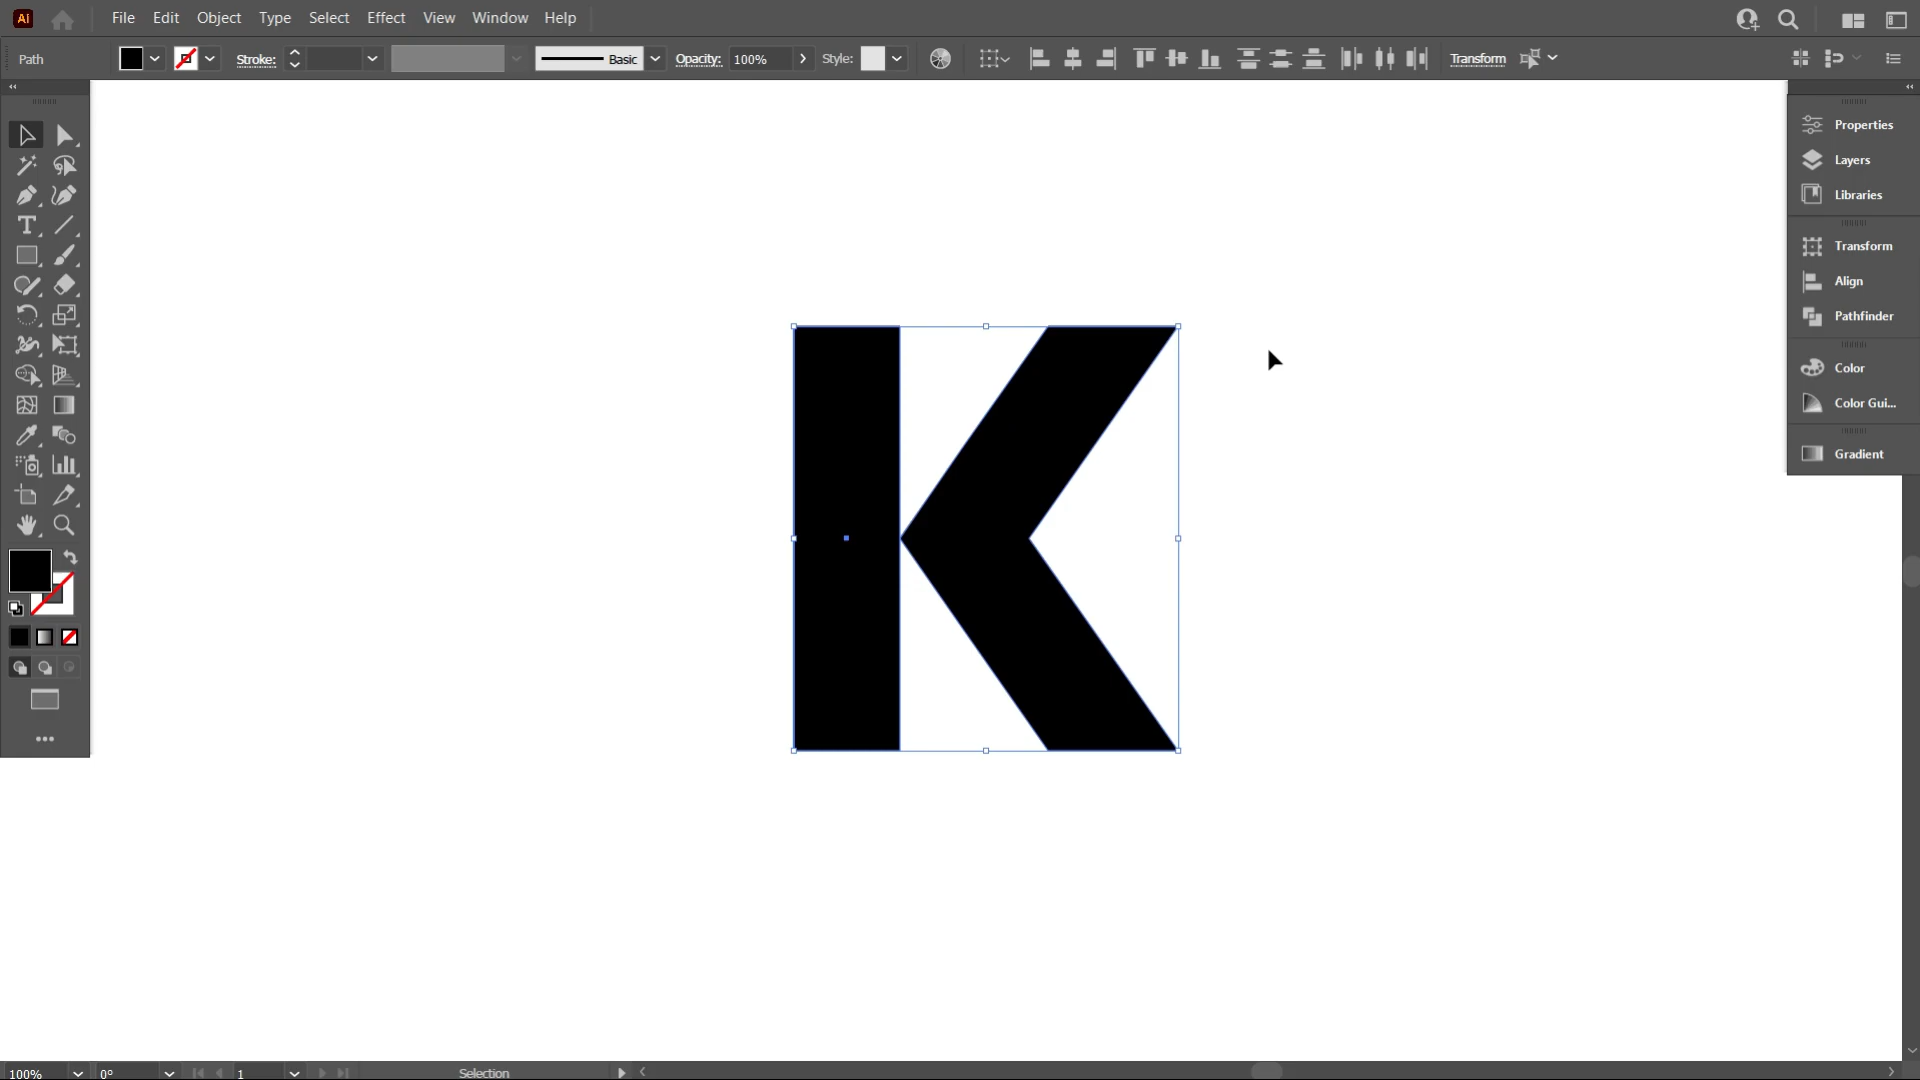 Ai File Edit Object Type Select Effect View Window Help
Path Stroke: Basic Opacity: 100% Style: Transform
Properties
Layers
Libraries
Transform
Align
Pathfinder
Color
Color Gui...
Gradient
K
100% 0° 1 Selection